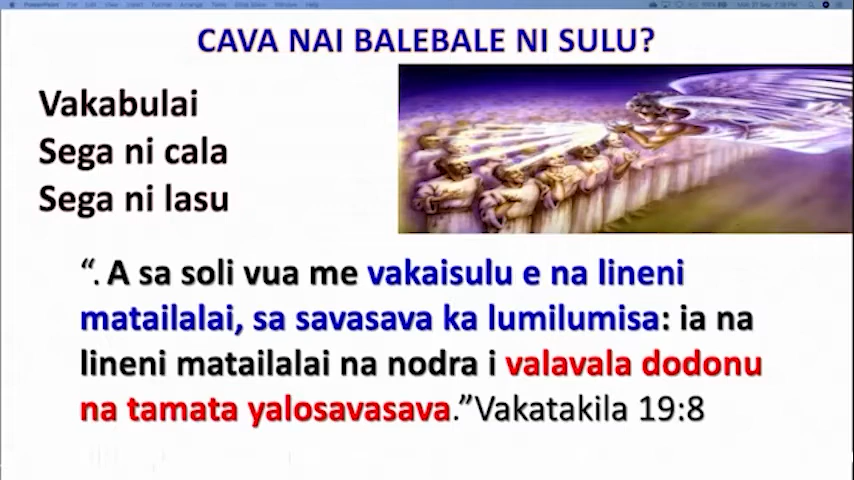 CAVA NAI BALEBALE NI SULU?
Vakabulai
Sega ni cala
Sega ni lasu
“. A sa soli vua me vakaisulu e na lineni
matailalai, sa savasava ka lumilumisa: ia na
lineni matailalai na nodra i valavala dodonu
na tamata yalosavasava.”Vakatakila 19:8